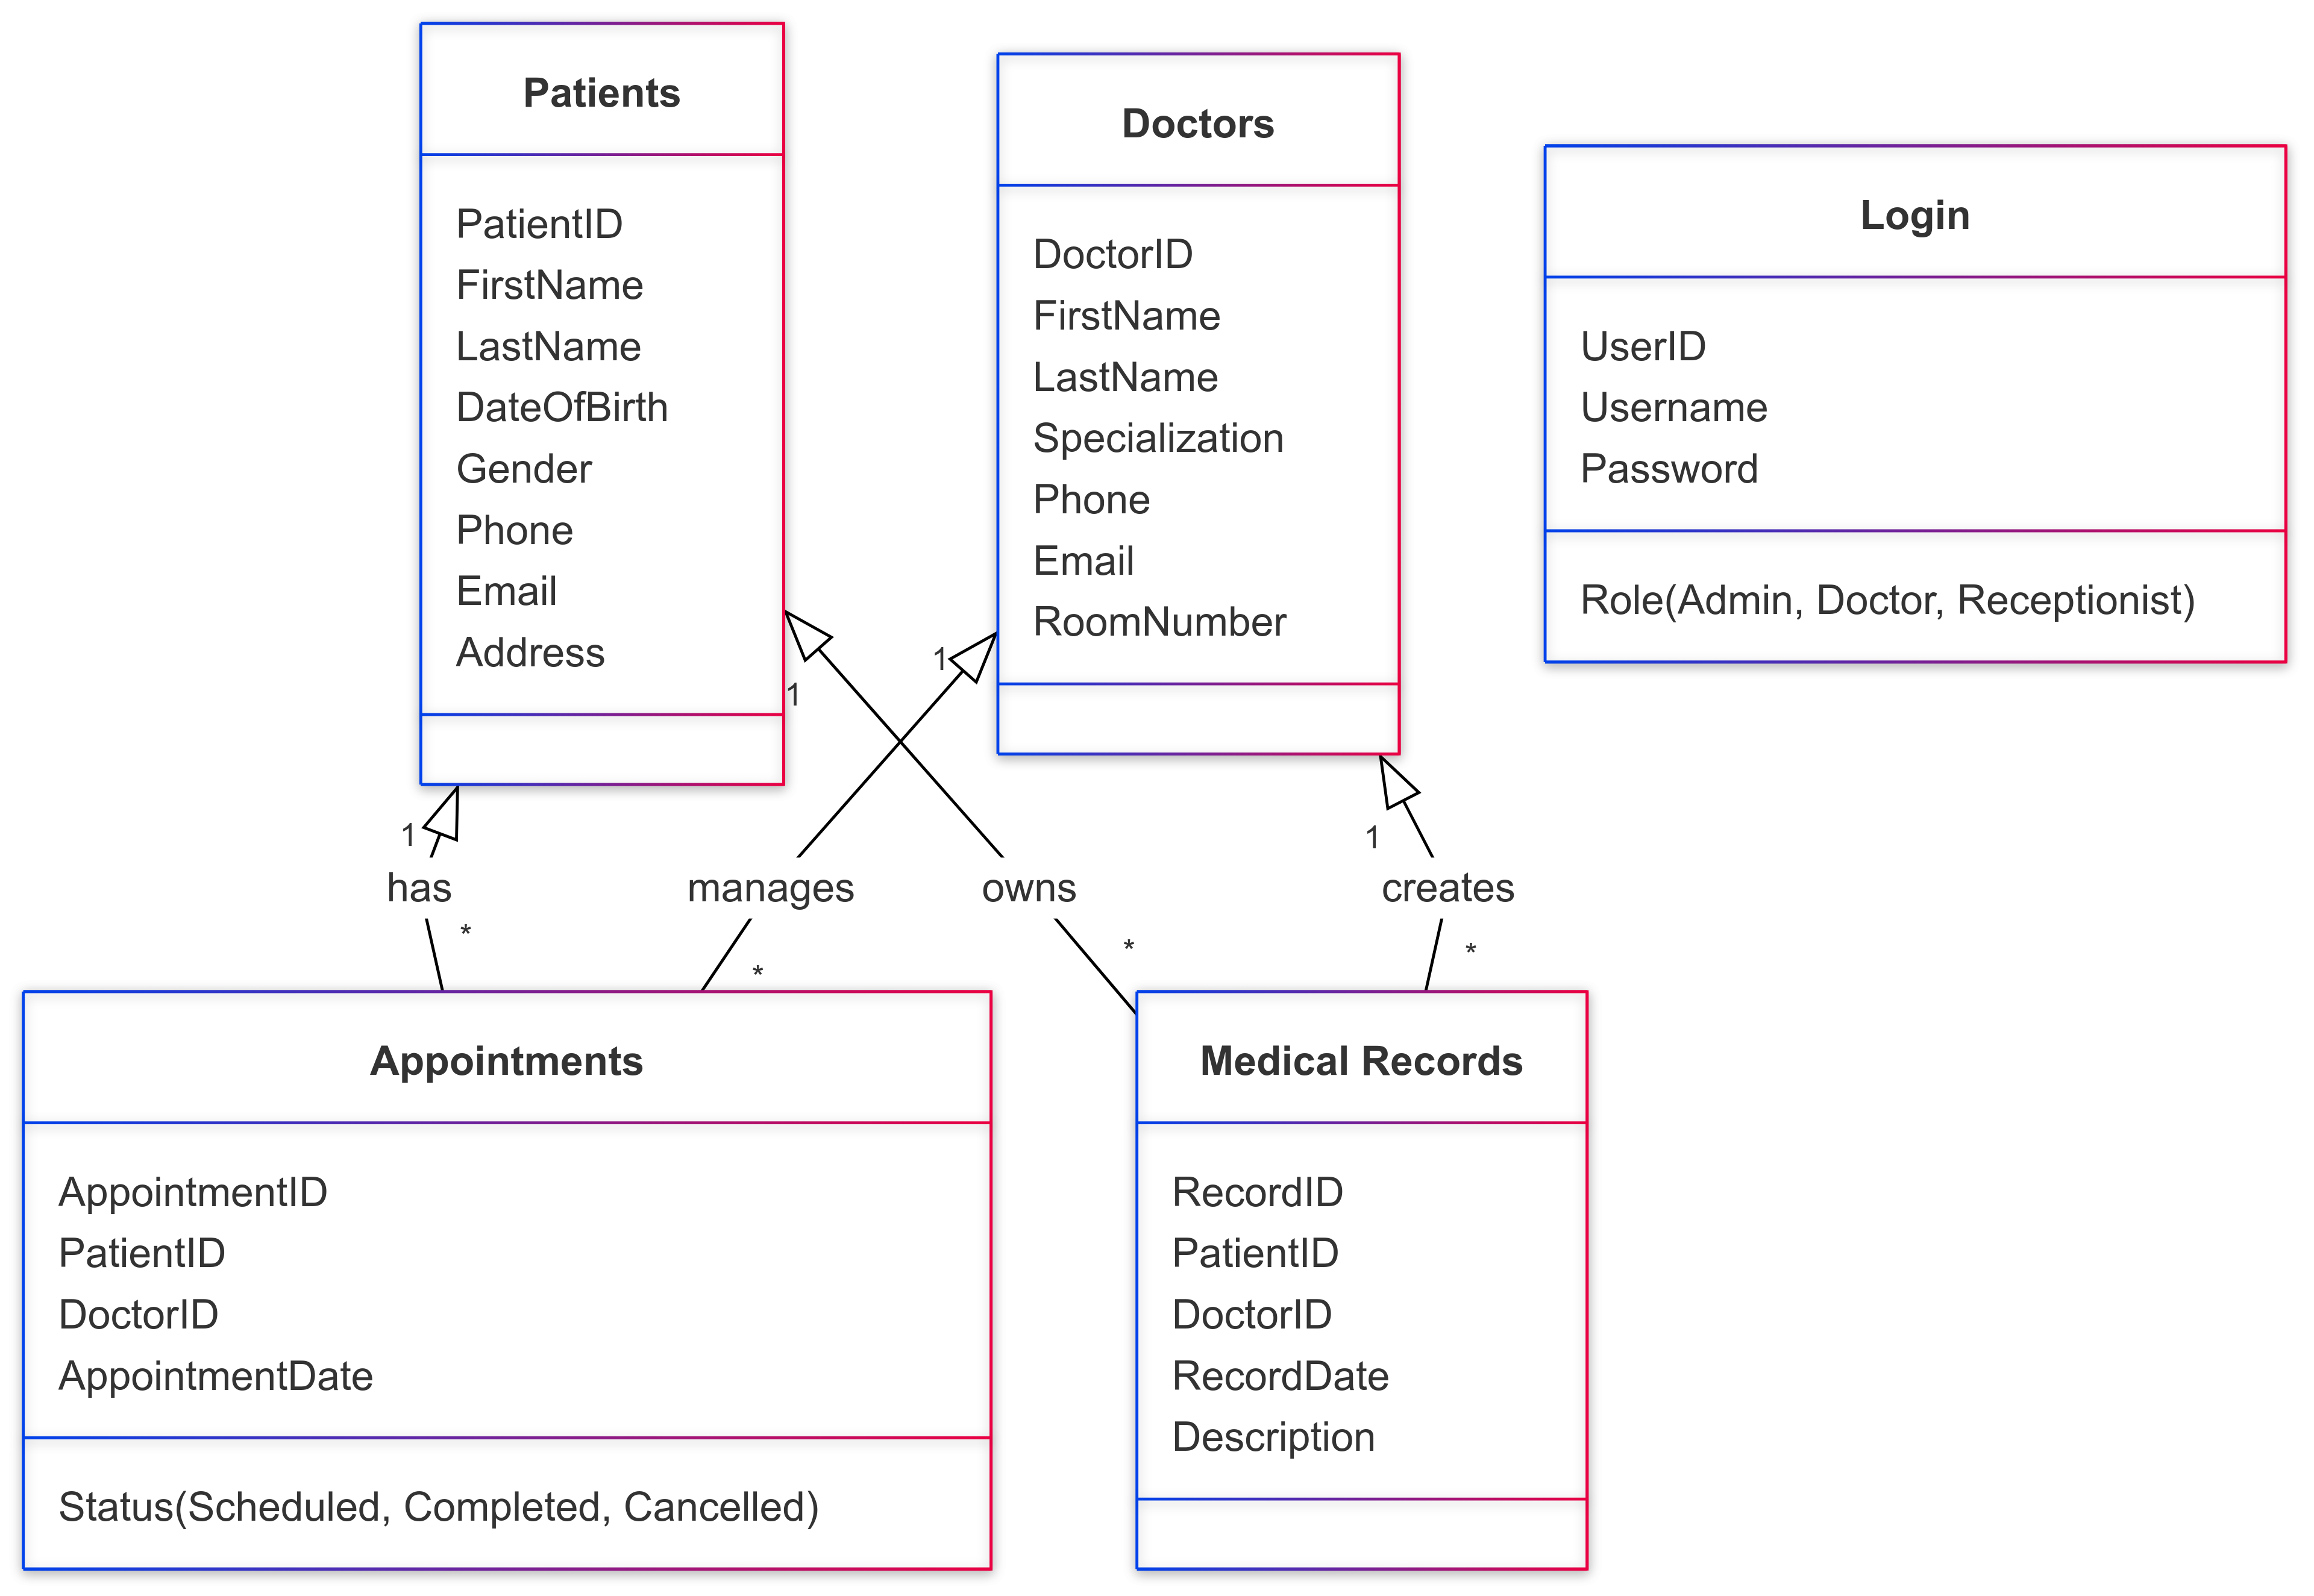 Patients
PatientID
FirstName
LastName
DateOfBirth
Gender
Phone
Email
Address
Doctors
DoctorID
FirstName
LastName
Specialization
Phone
Email
RoomNumber
Login
UserID
Username
Password
Role(Admin, Doctor, Receptionist)
1
1
1
1
has
manages
owns
creates
*
*
*
*
Appointments
AppointmentID
PatientID
DoctorID
AppointmentDate
Status(Scheduled, Completed, Cancelled)
Medical Records
RecordID
PatientID
DoctorID
RecordDate
Description